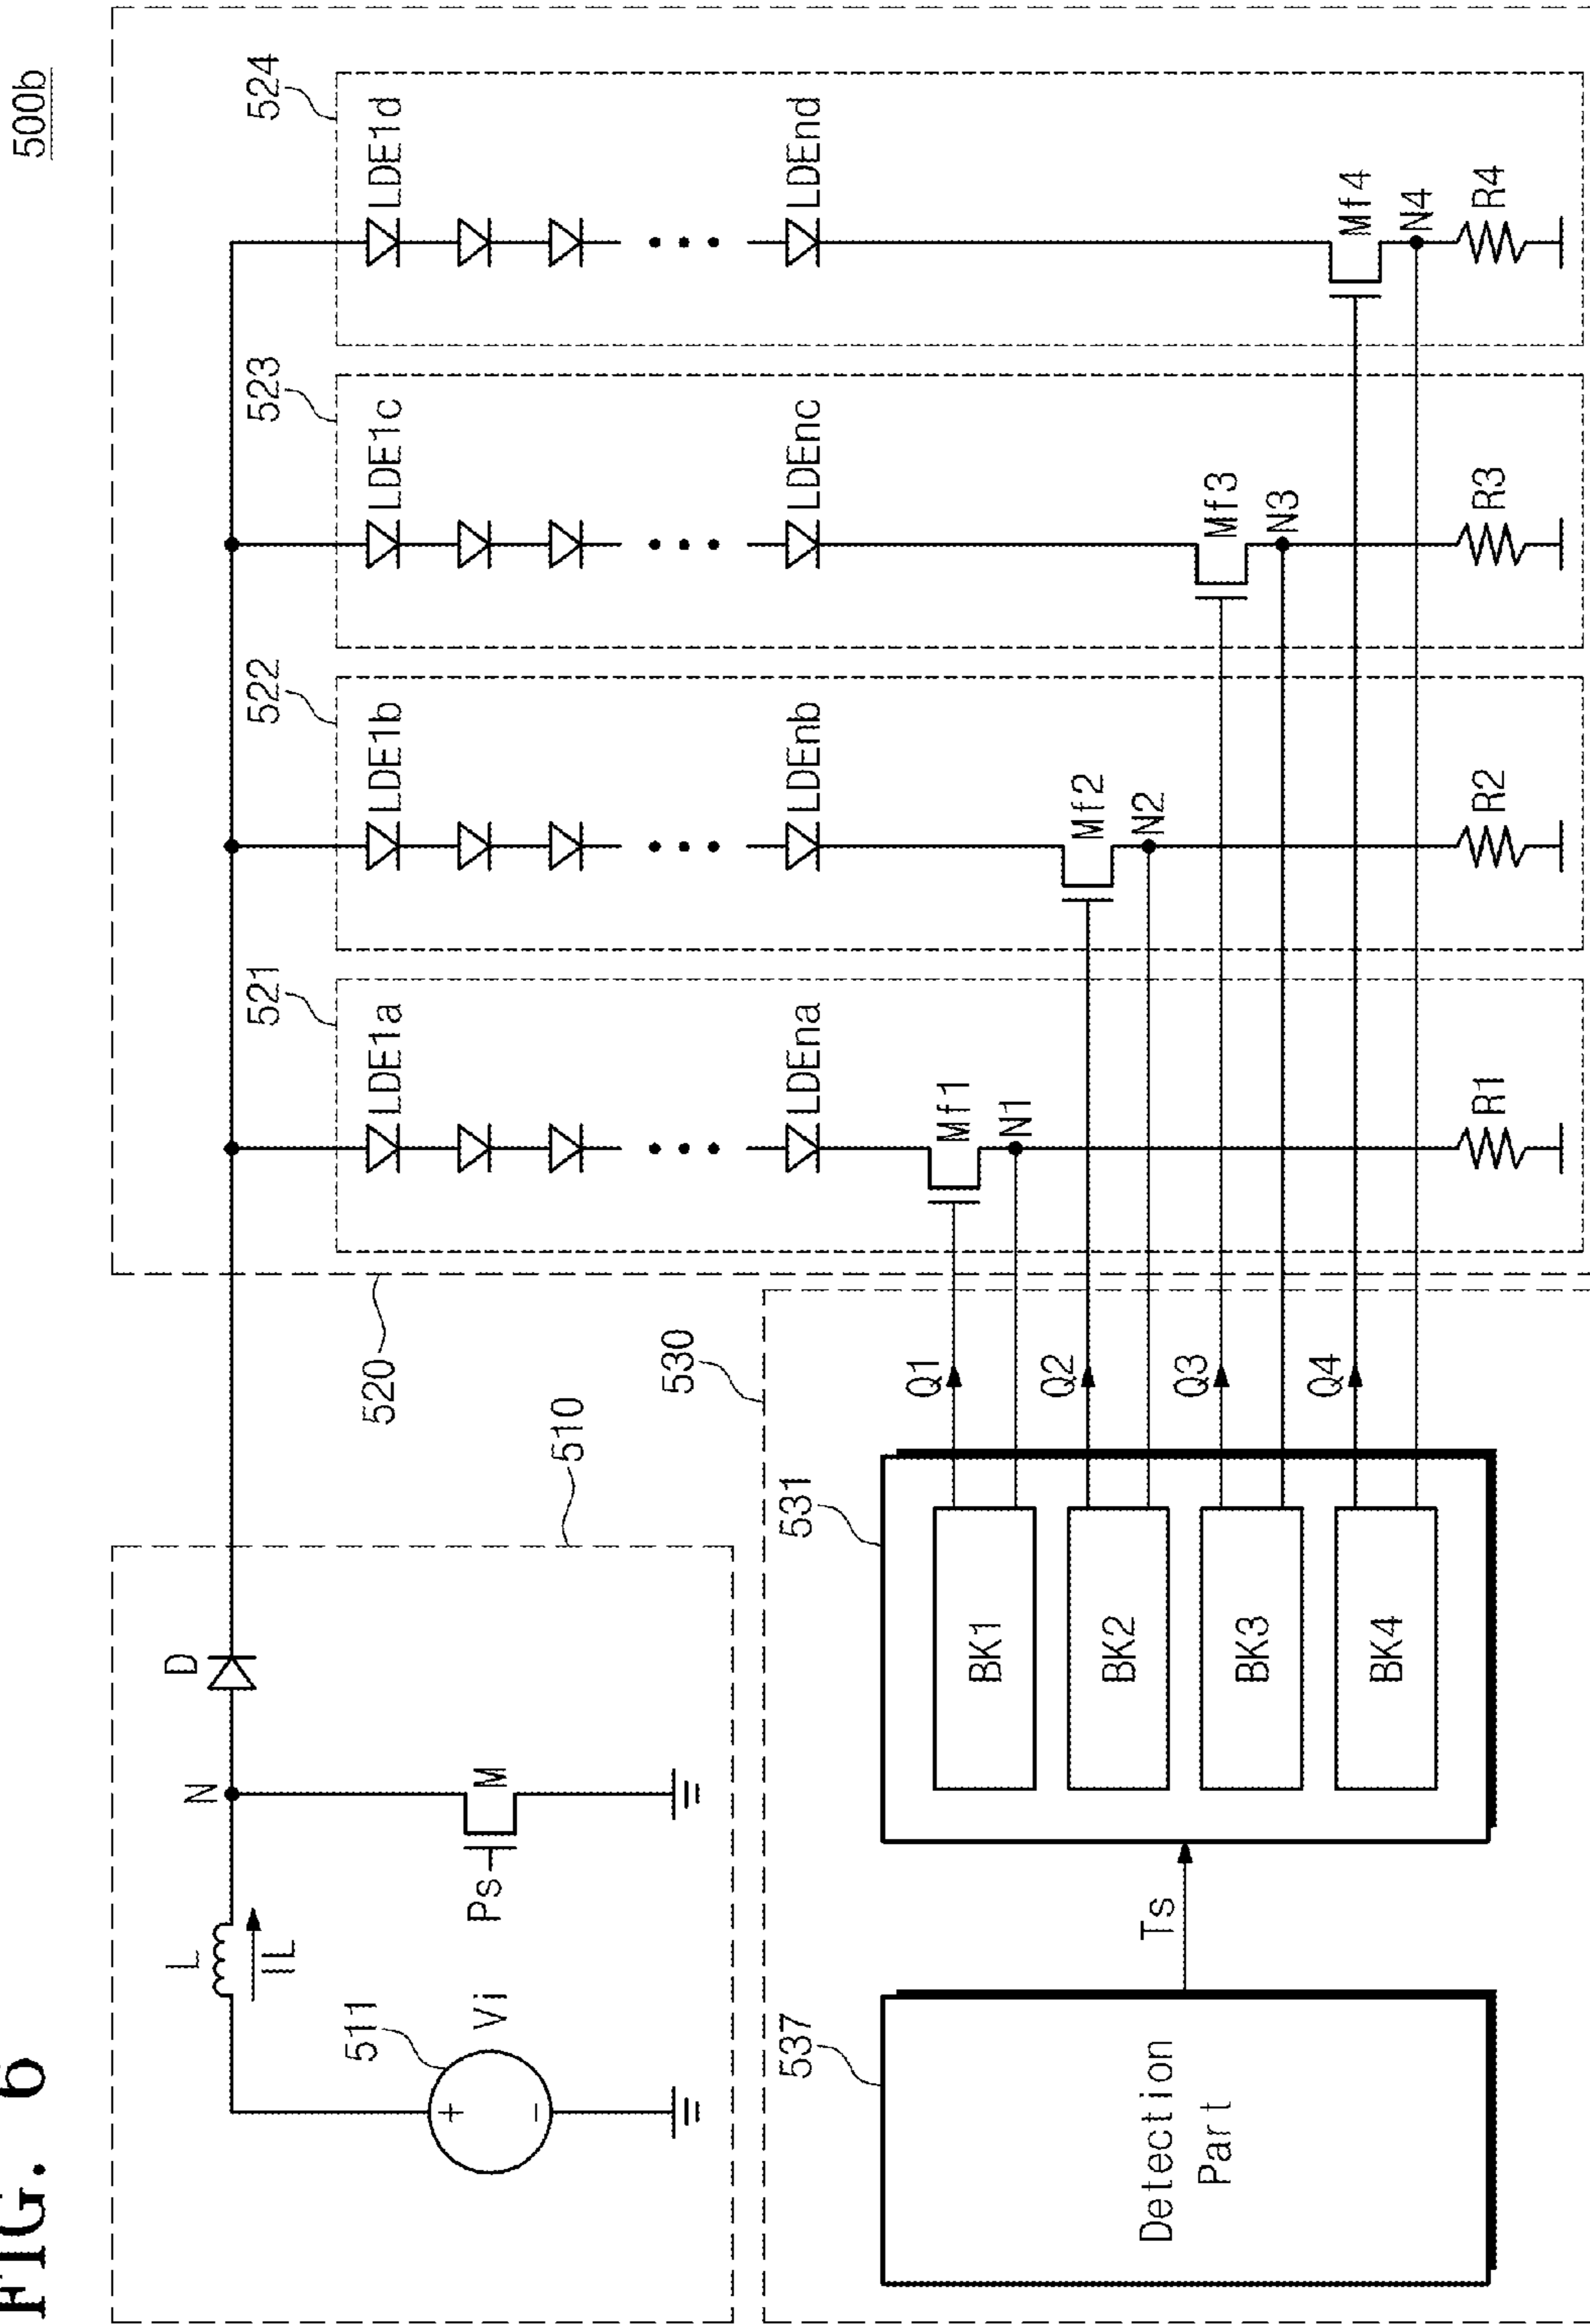 FIG. 6
500b
510
511
Vi
L
IL
N
D
M
Ps
520
521
LDE1a
LDEna
Mf1
N1
R1
522
LDE1b
LDEnb
Mf2
N2
R2
523
LDE1c
LDEnc
Mf3
N3
R3
524
LDE1d
LDEnd
Mf4
N4
R4
530
537
Detection
Part
Ts
531
BK1
BK2
BK3
BK4
Q1
Q2
Q3
Q4